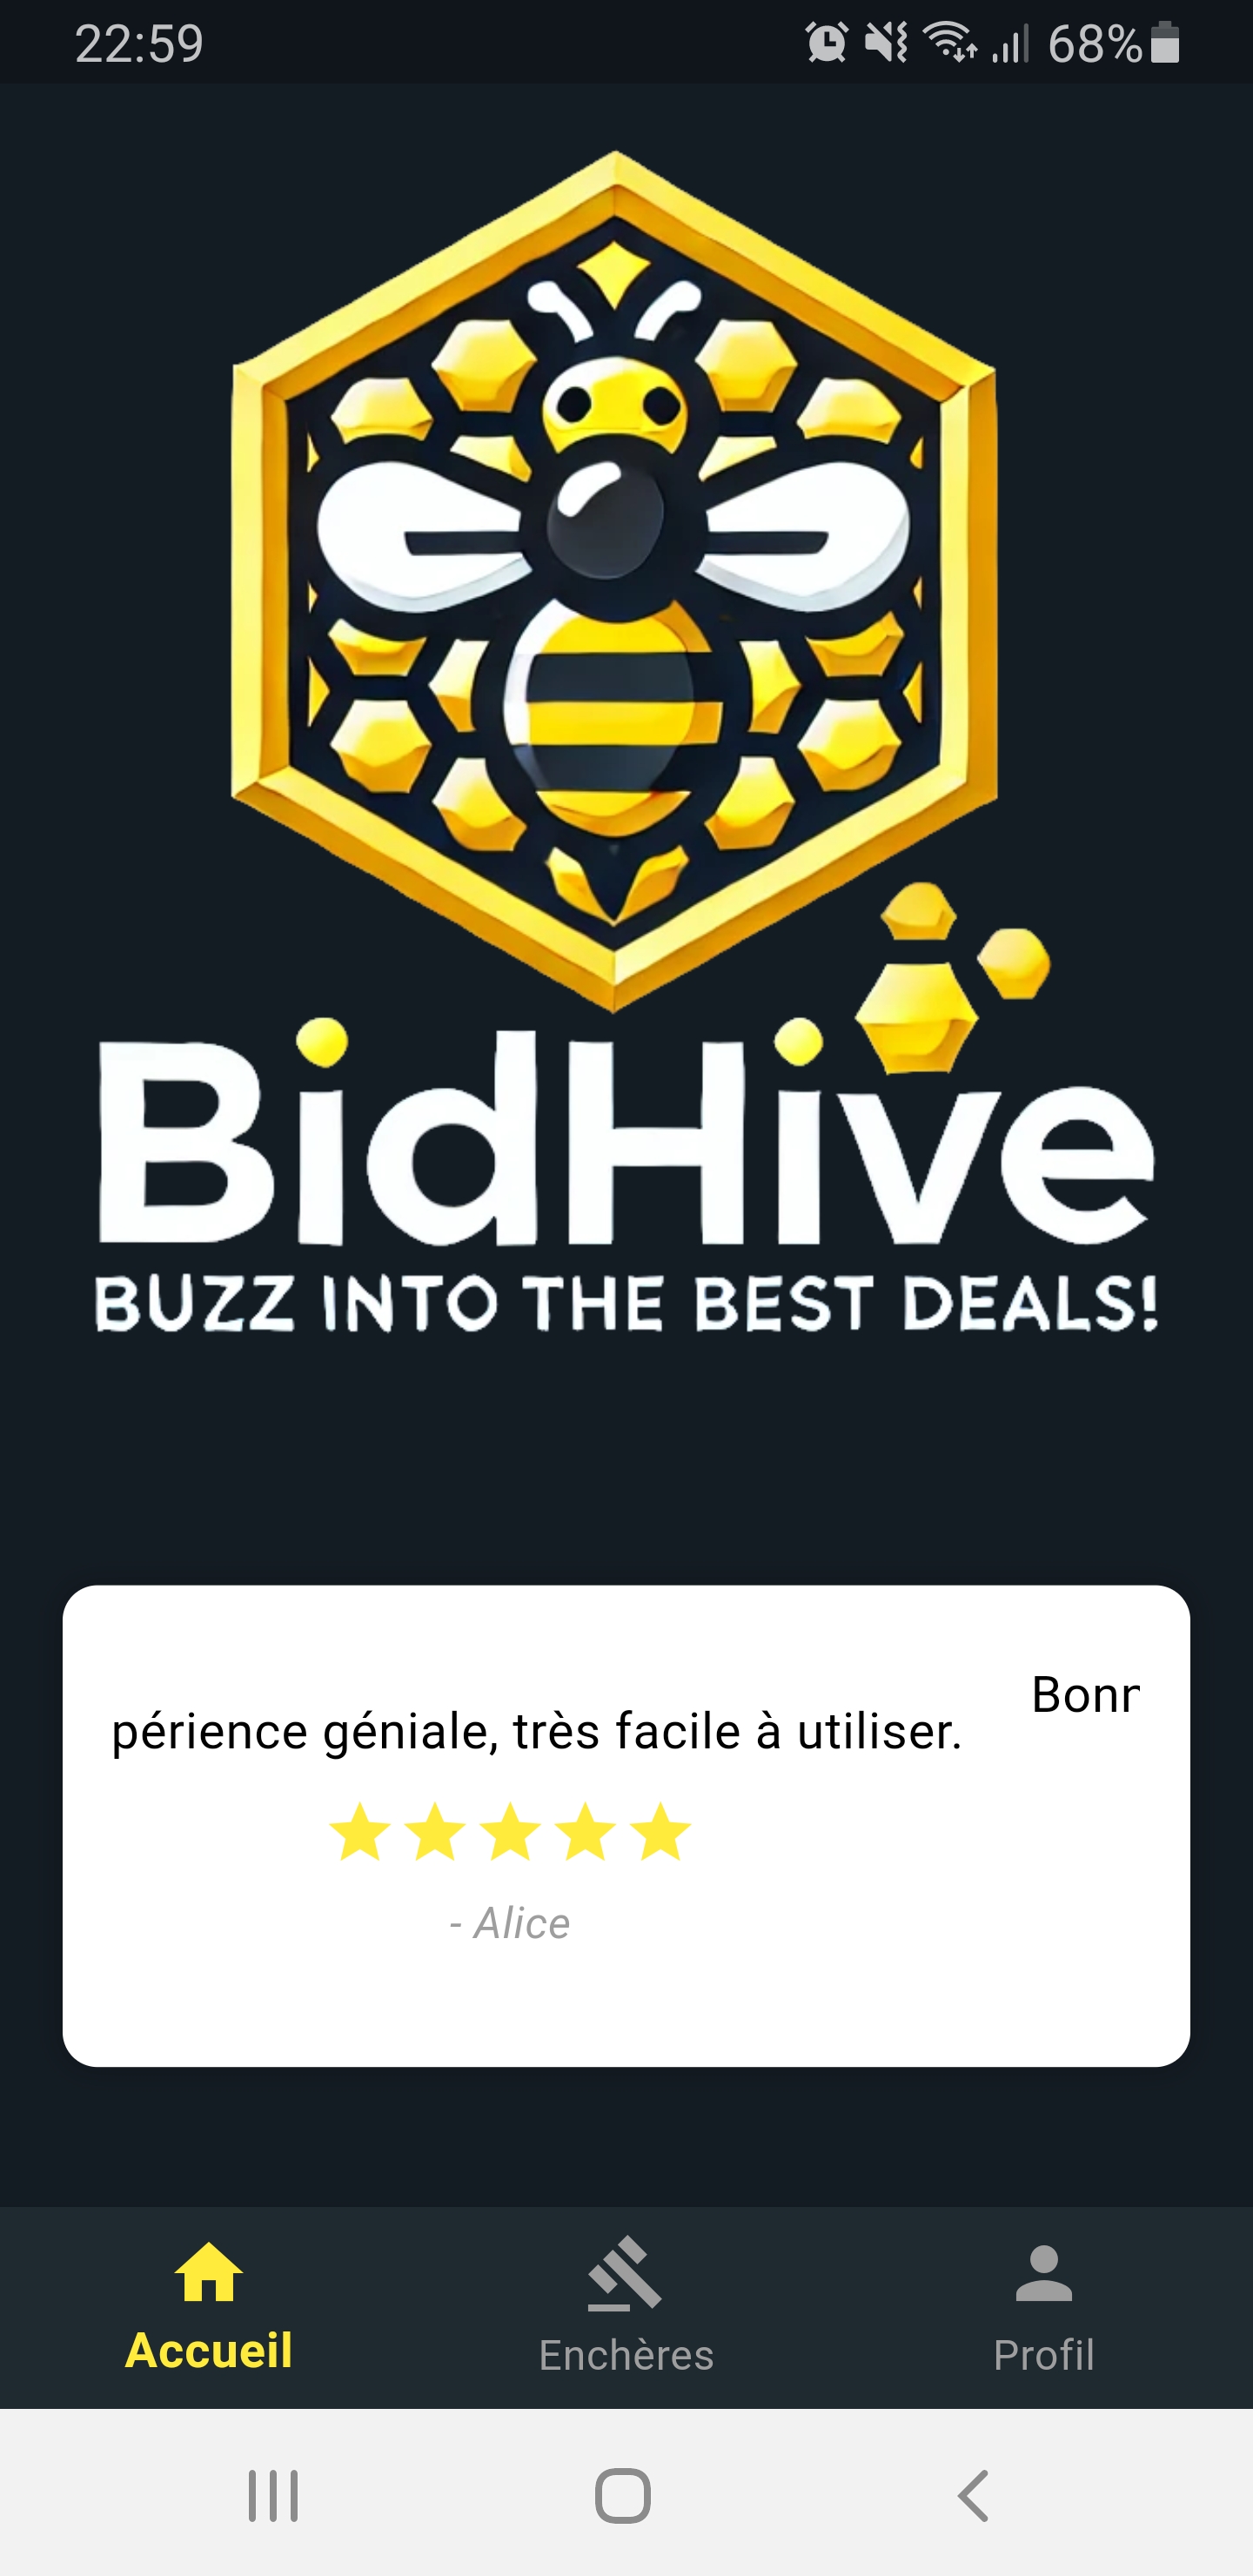 22:59
68%
BidHive
BUZZ INTO THE BEST DEALS!
Bonr
périence géniale, très facile à utiliser.
- Alice
Accueil
Enchères
Profil